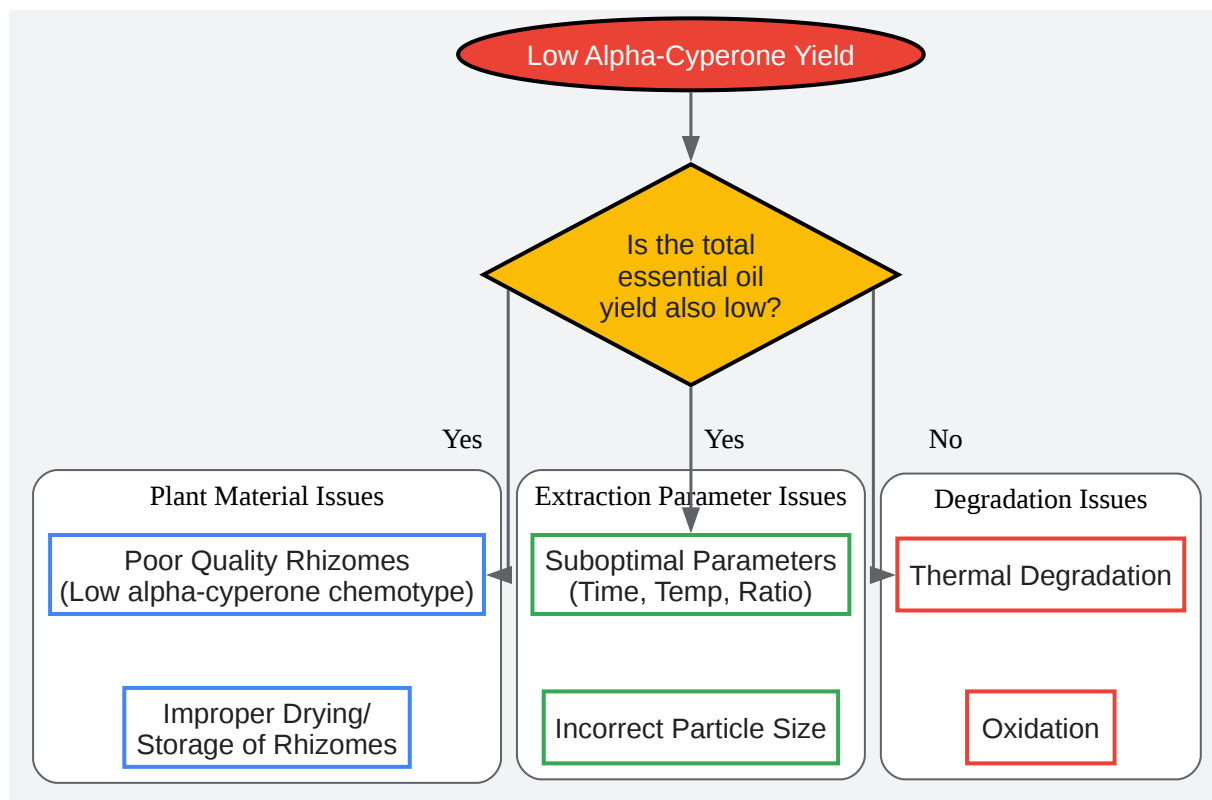 Low Alpha-Cyperone Yield
Is the total
essential oil
yield also low?
Yes
Yes
No
Plant Material Issues
Poor Quality Rhizomes
(Low alpha-cyperone chemotype)
Improper Drying/
Storage of Rhizomes
Extraction Parameter Issues
Suboptimal Parameters
(Time, Temp, Ratio)
Incorrect Particle Size
Degradation Issues
Thermal Degradation
Oxidation